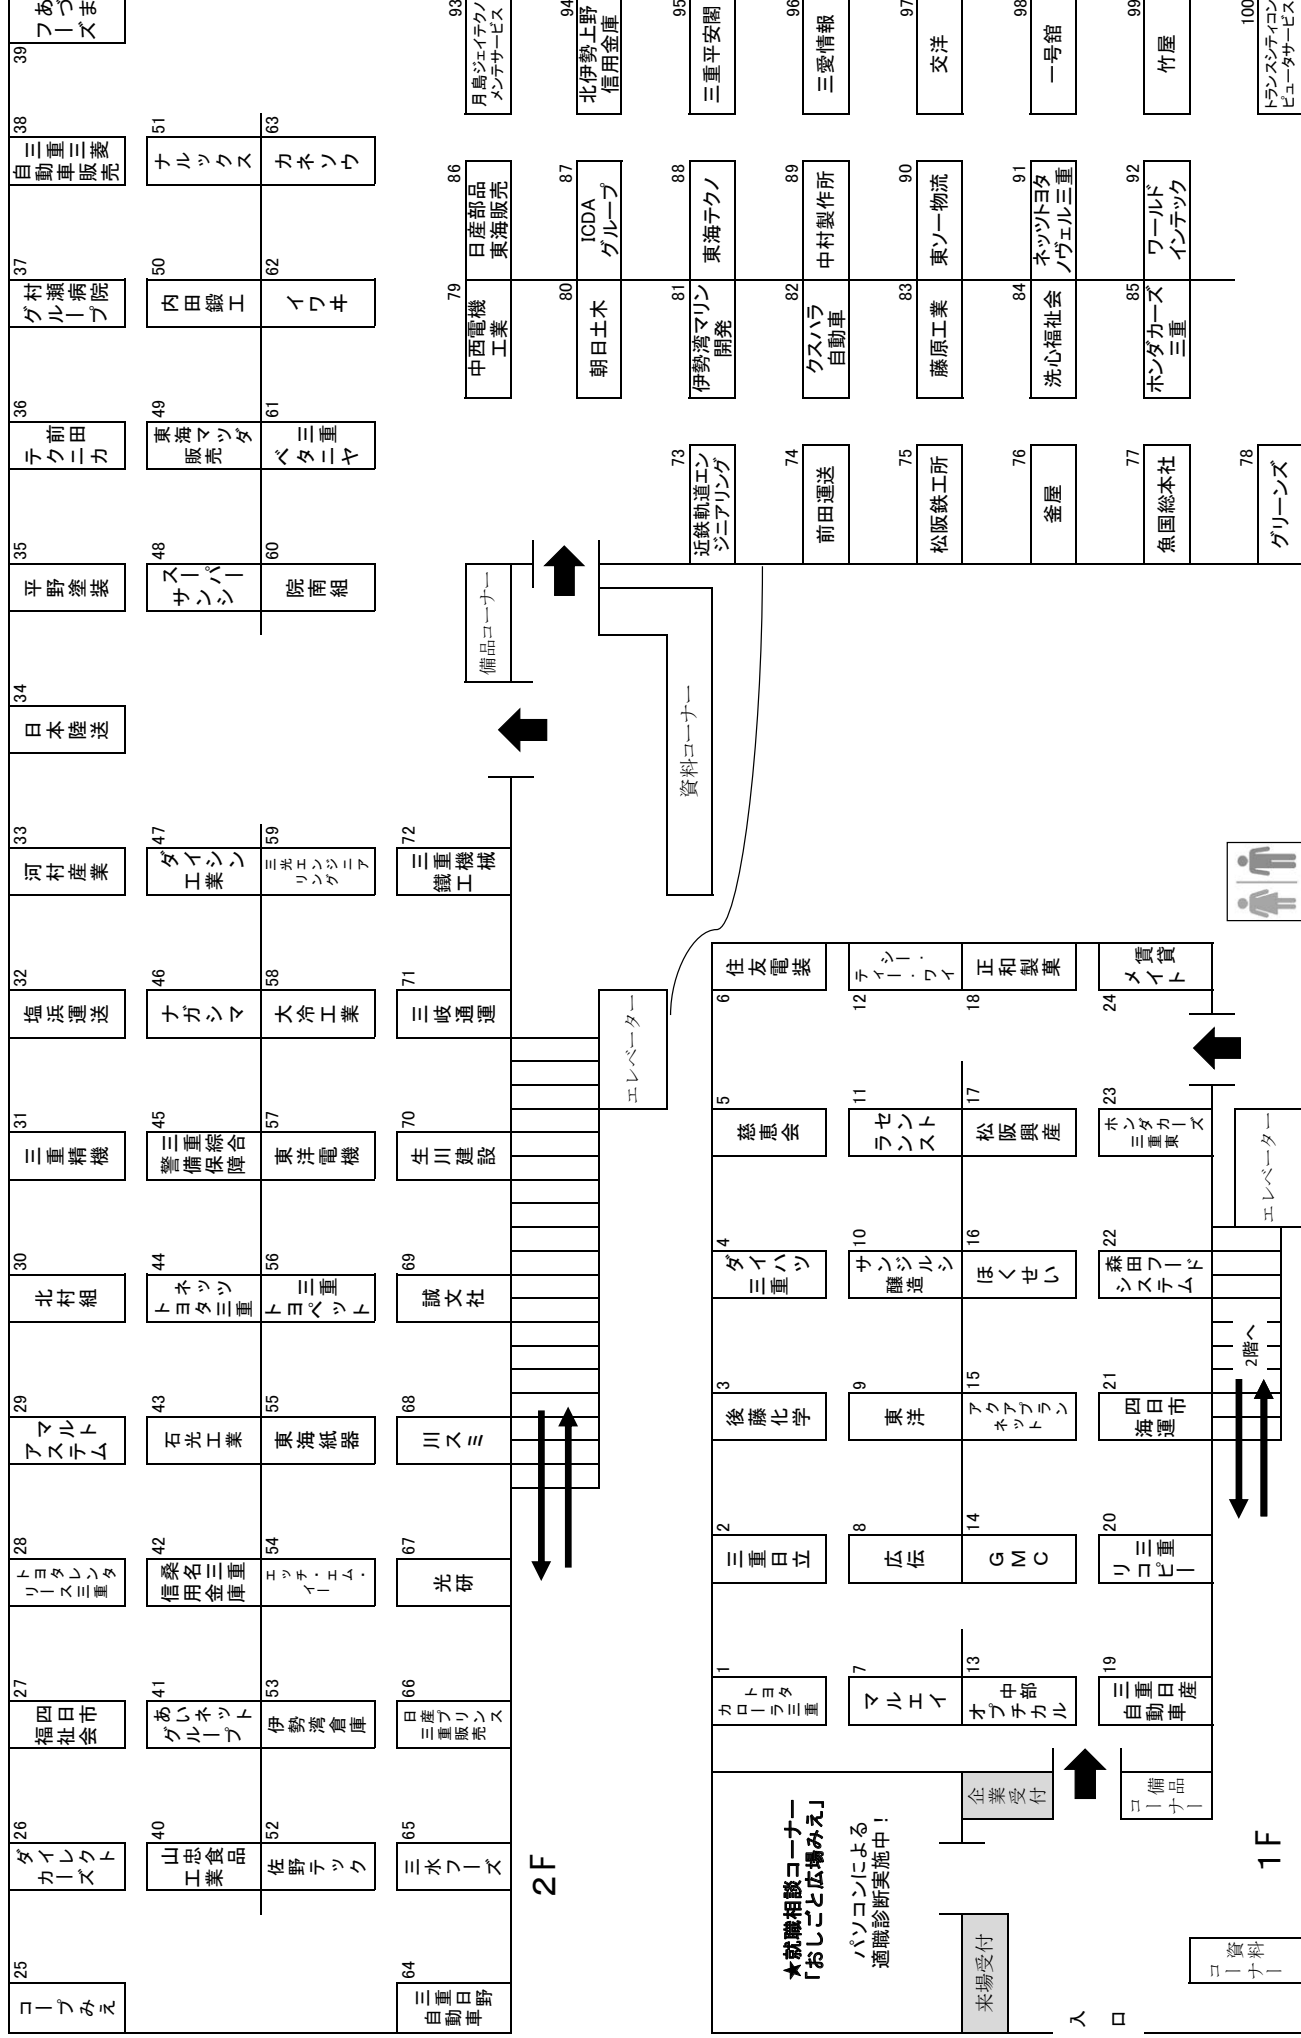 25
コープみえ
26
ダイレクト
カーズ
27
四日市
福祉会
28
トヨタレンタ
リース三重
29
マルト
アステム
30
北村組
31
三重精機
32
塩浜運送
33
河村産業
34
日本陸送
35
平野塗装
36
前田
テクニカ
37
村瀬病院
グループ
38
三重三菱
自動車販売
39
あづま
フーズ
40
山忠食品
工業
41
あいネット
グループ
42
桑名三重
信用金庫
43
石光工業
44
ネッツ
トヨタ三重
45
三重綜合
警備保障
46
ナガシマ
47
ダイシン
工業
48
スーパー
サンシ
49
東海マツダ
販売
50
内田鍛工
51
ナルックス
52
佐野テック
53
伊勢湾倉庫
54
エッチ・エム・
イー
55
東海紙器
56
三重
トヨペット
57
東洋電機
58
大冷工業
59
三光エンジニア
リング
60
院南組
61
三重
ベタニヤ
62
イワヰ
63
カネソウ
64
三重日野
自動車
65
三水フーズ
66
日産プリンス
三重販売
67
光研
68
川スミ
69
誠文社
70
生川建設
71
三岐通運
72
三重機械
鐵工
2F
エレベーター
資料コーナー
備品コーナー
73
近鉄軌道エン
ジニアリング
74
前田運送
75
松阪鉄工所
76
釜屋
77
魚国総本社
78
グリーンズ
79
中西電機
工業
80
朝日土木
81
伊勢湾マリン
開発
82
クスハラ
自動車
83
藤原工業
84
洗心福祉会
85
ホンダカーズ
三重
86
日産部品
東海販売
87
ICDA
グループ
88
東海テクノ
89
中村製作所
90
東ソー物流
91
ネッツトヨタ
ノヴェル三重
92
ワールド
インテック
93
月島ジェイテクノ
メンテサービス
94
北伊勢上野
信用金庫
95
三重平安閣
96
三愛情報
97
交洋
98
一号舘
99
竹屋
100
トランスシティコン
ピュータサービス
★就職相談コーナー
「おしごと広場みえ」
パソコンによる
適職診断実施中！
来場受付
企業受付
入口
備品
コーナー
資料
コーナー
1F
1
トヨタ
カローラ三重
2
三重日立
3
後藤化学
4
ダイハツ
三重
5
慈恵会
6
住友電装
7
マルエイ
8
広伝
9
東洋
10
サンジルシ
醸造
11
セント
ランス
12
シー・
ティー・ワイ
13
中部
オプチカル
14
GMC
15
アクアプラン
ネット
16
ほくせい
17
松阪興産
18
正和製菓
19
三重日産
自動車
20
三重
リコピー
21
四日市
海運
22
森田フード
システム
23
ホンダカーズ
三重東
24
賃貸
メイト
2階へ
エレベーター